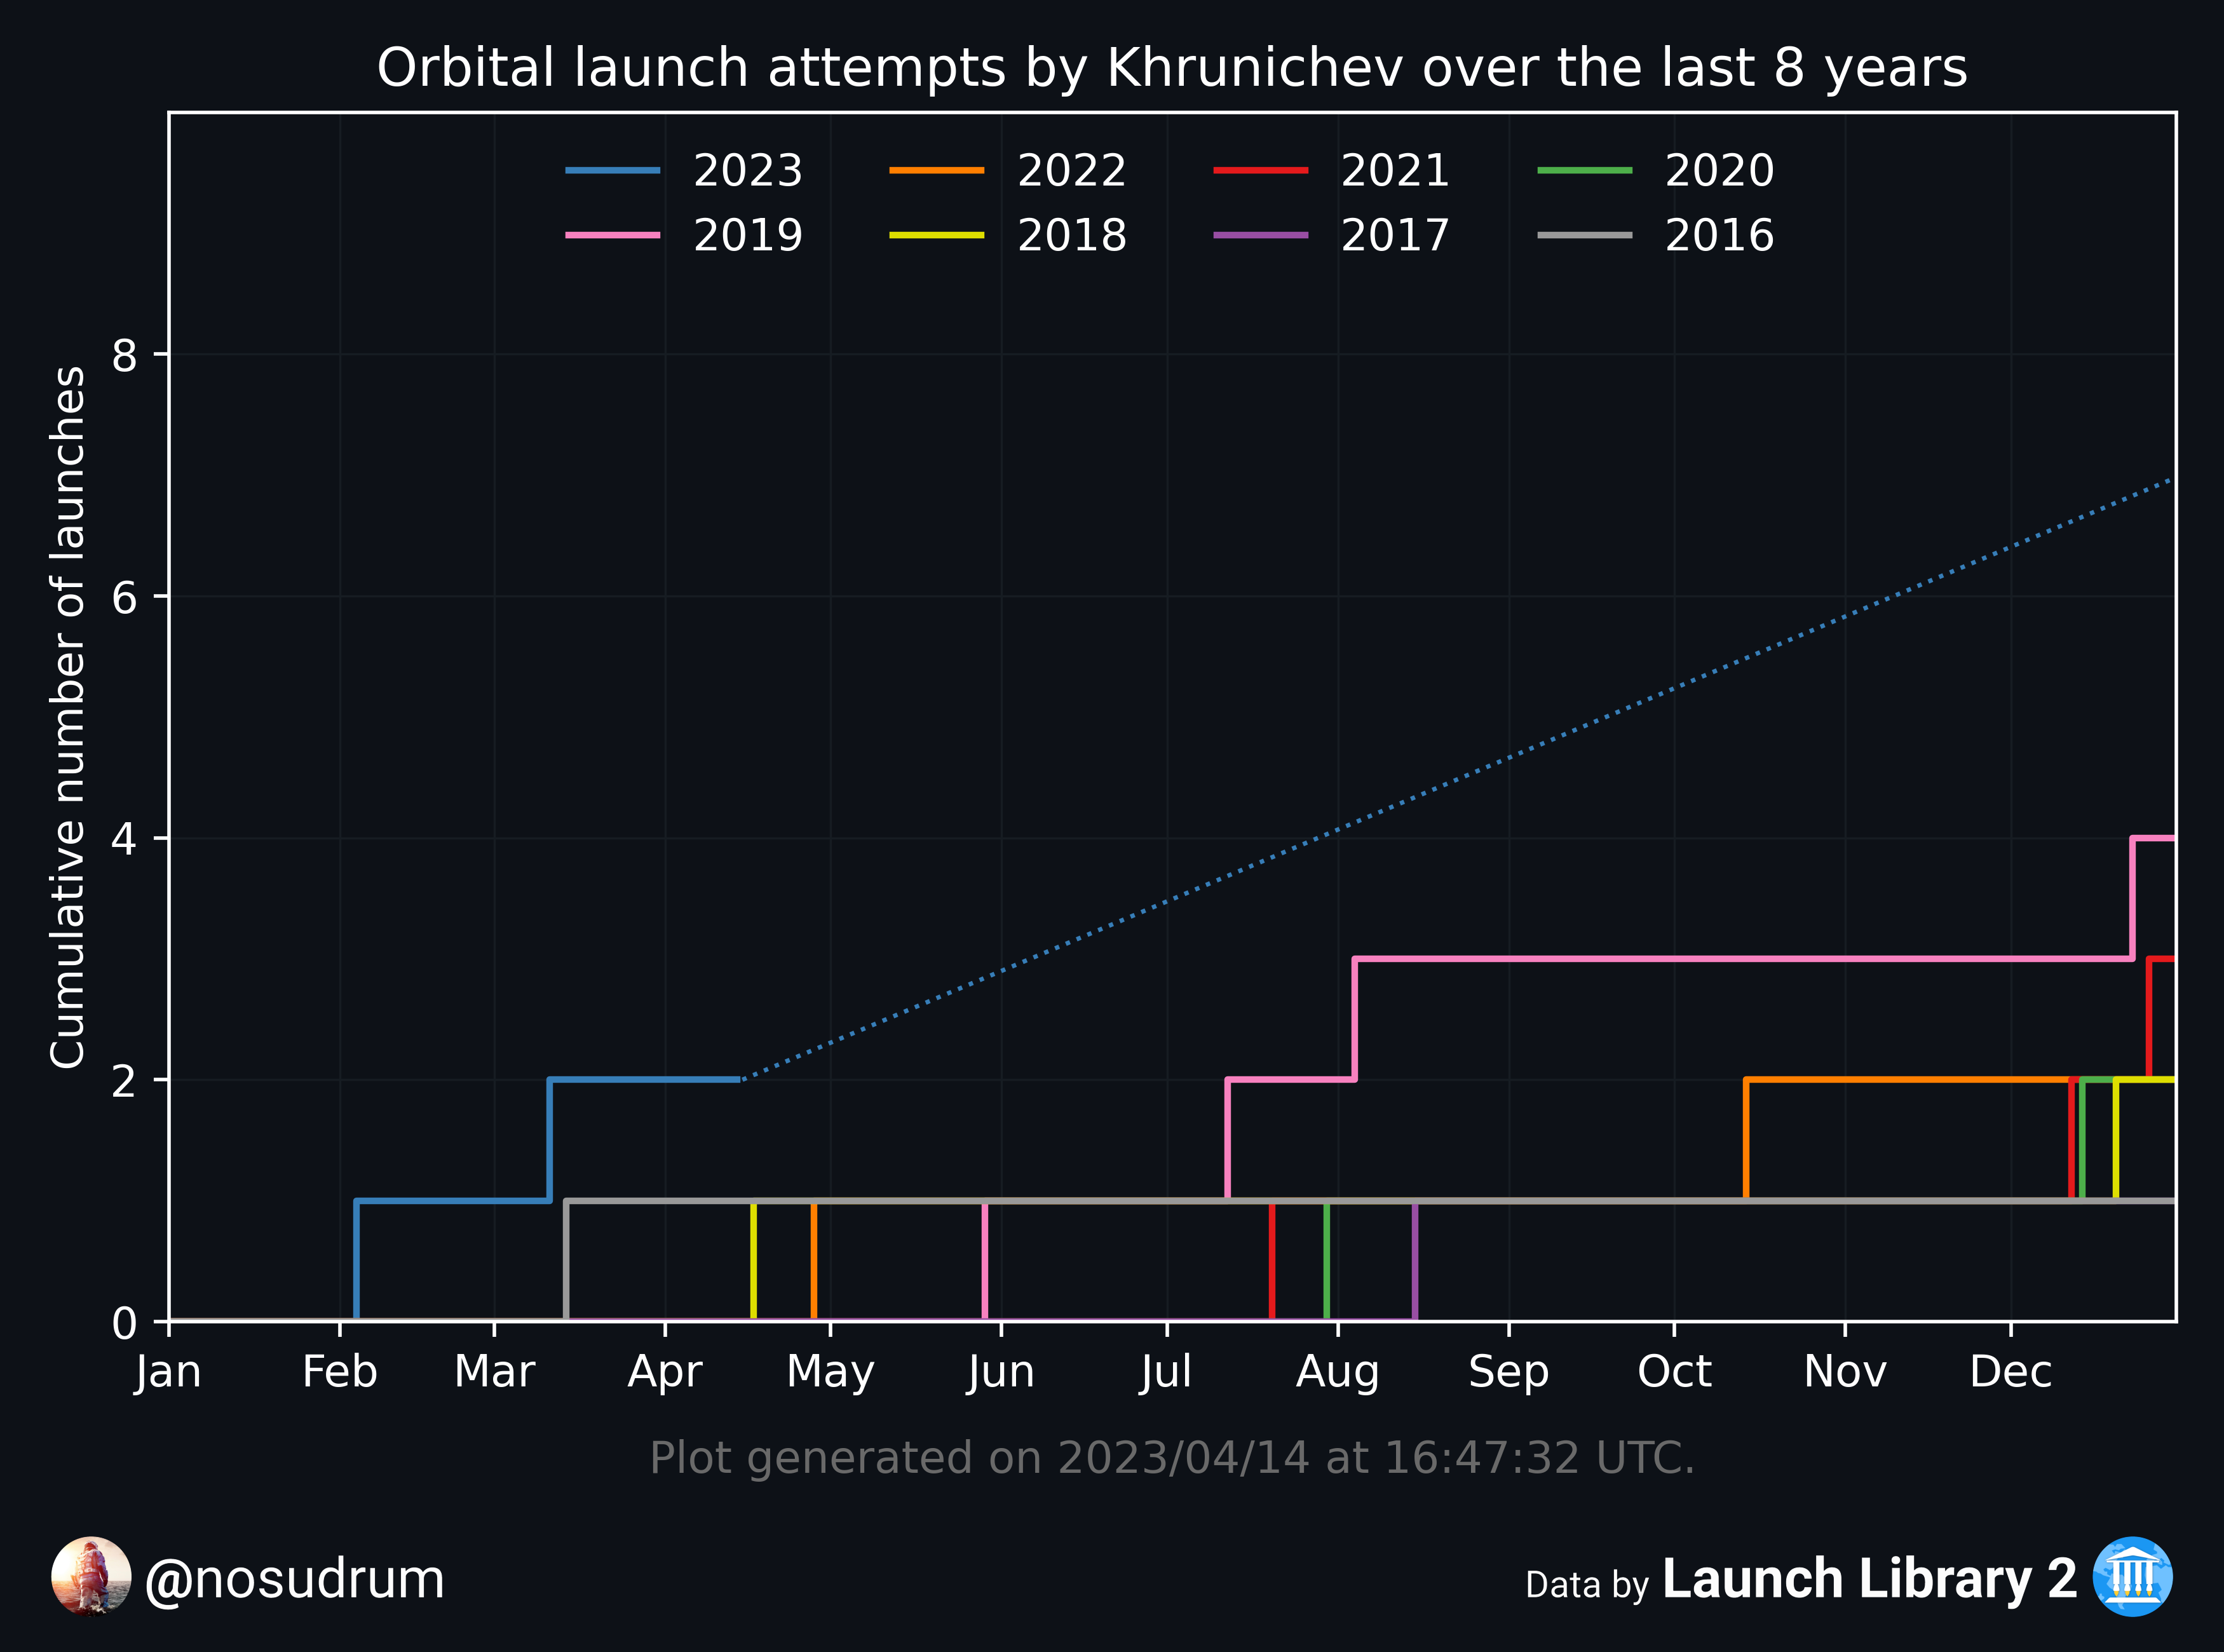 Orbital launch attempts by Khrunichev over the last 8 years
2023 2022 2021 2020
2019 2018 2017 2016
Cumulative number of launches
8
6
4
2
0
Jan Feb Mar Apr May Jun Jul Aug Sep Oct Nov Dec
Plot generated on 2023/04/14 at 16:47:32 UTC.
@nosudrum
Data by Launch Library 2